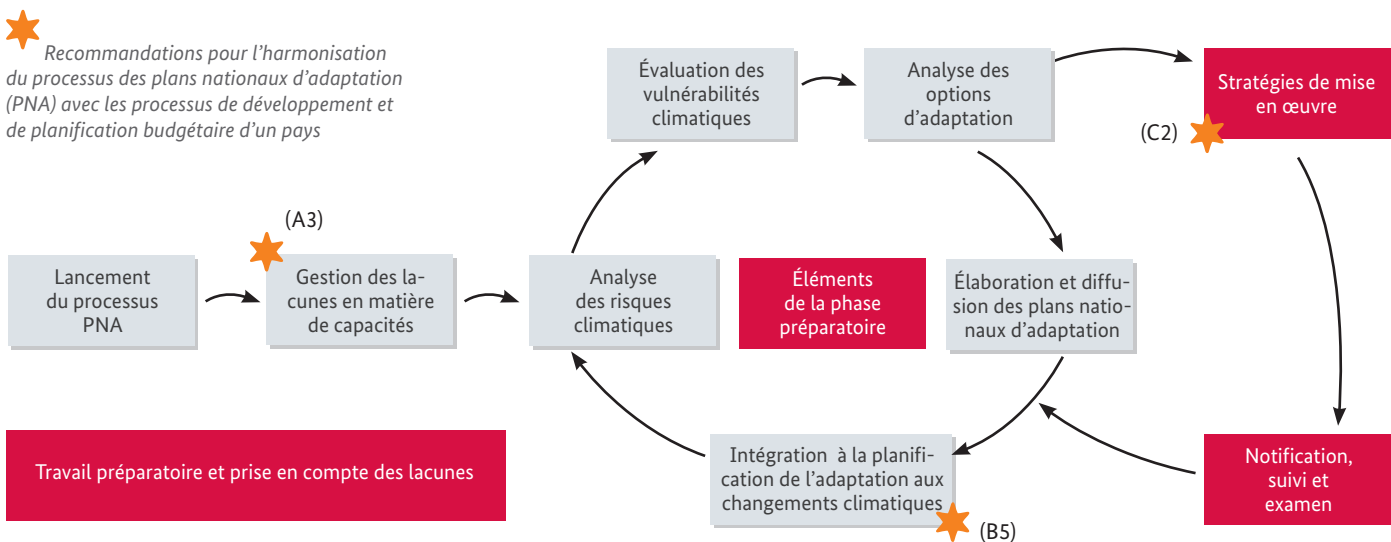 Recommandations pour l’harmonisation
du processus des plans nationaux d’adaptation
(PNA) avec les processus de développement et
de planification budgétaire d’un pays
Évaluation des
vulnérabilités
climatiques
Analyse des
options
d’adaptation
Stratégies de mise
en œuvre
(C2)
(A3)
Lancement
du processus
PNA
Gestion des la-
cunes en matière
de capacités
Analyse
des risques
climatiques
Éléments
de la phase
préparatoire
Élaboration et diffu-
sion des plans natio-
naux d’adaptation
Travail préparatoire et prise en compte des lacunes
Intégration à la planifi-
cation de l’adaptation aux
changements climatiques
(B5)
Notification,
suivi et
examen